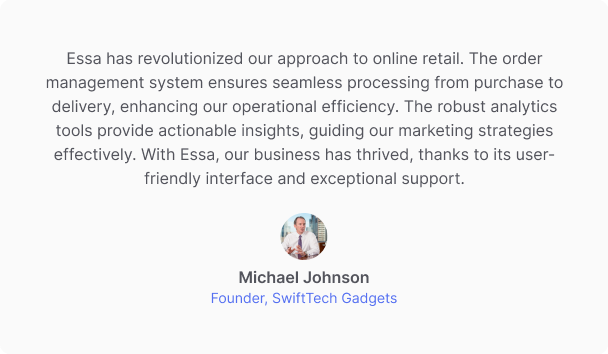 Essa has revolutionized our approach to online retail. The order
management system ensures seamless processing from purchase to
delivery, enhancing our operational efficiency. The robust analytics
tools provide actionable insights, guiding our marketing strategies
effectively. With Essa, our business has thrived, thanks to its user-
friendly interface and exceptional support.
Michael Johnson
Founder, SwiftTech Gadgets